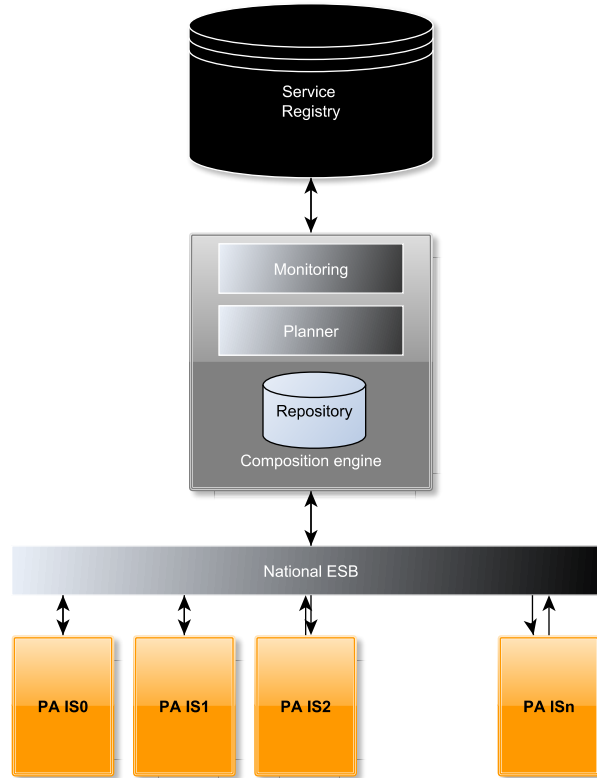 Service
Registry
Monitoring
Planner
Repository
Composition engine
National ESB
PA IS0
PA IS1
PA IS2
PA ISn